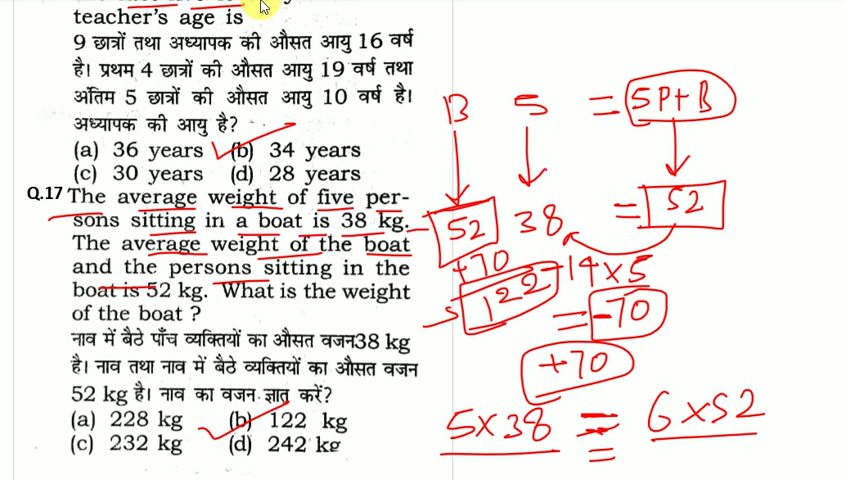 teacher's age is
9 छात्रों तथा अध्यापक की औसत आयु 16 वर्ष
है। प्रथम 4 छात्रों की औसत आयु 19 वर्ष तथा
अंतिम 5 छात्रों की औसत आयु 10 वर्ष है।
अध्यापक की आयु है?
(a) 36 years (b) 34 years
(c) 30 years (d) 28 years
Q.17 The average weight of five per-
sons sitting in a boat is 38 kg.
The average weight of the boat
and the persons sitting in the
boat is 52 kg. What is the weight
of the boat ?
नाव में बैठे पाँच व्यक्तियों का औसत वजन38 kg
है। नाव तथा नाव में बैठे व्यक्तियों का औसत वजन
52 kg है। नाव का वजन ज्ञात करें?
(a) 228 kg (b) 122 kg
(c) 232 kg (d) 242 kg
B 5 = 5P+B
52 38 = 52
+70
122 -14×5
= -70
+70
5×38 = 6×52